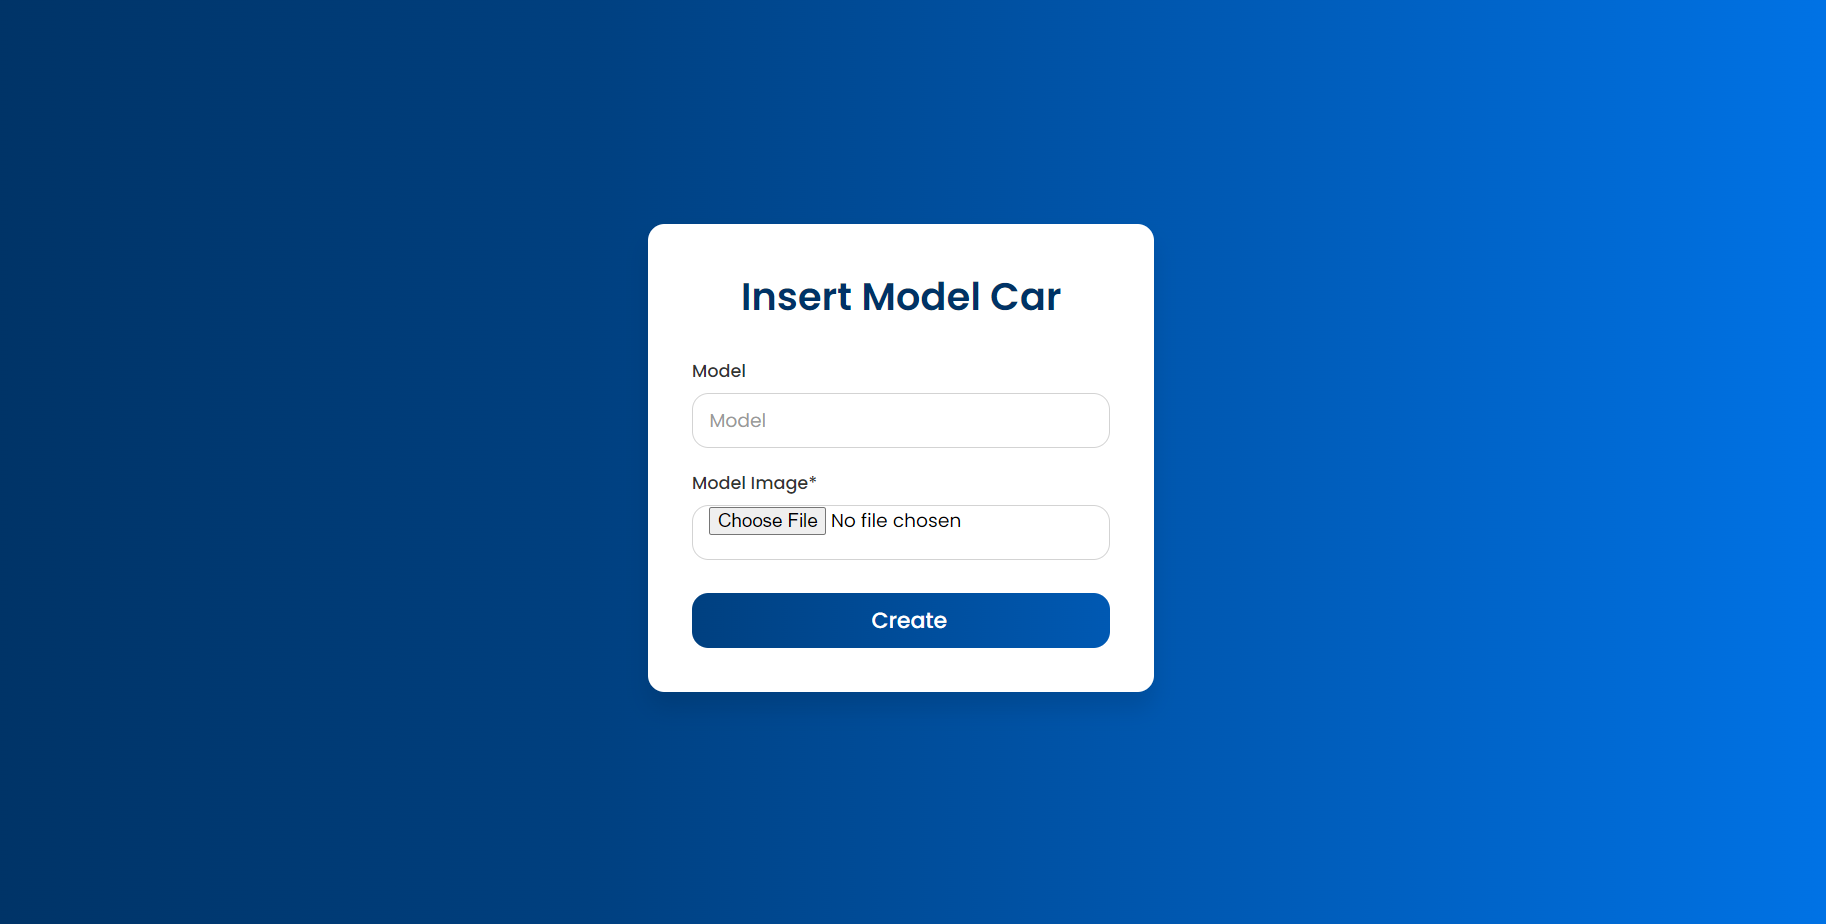 Insert Model Car
Model
Model
Model Image*
Choose File No file chosen
Create